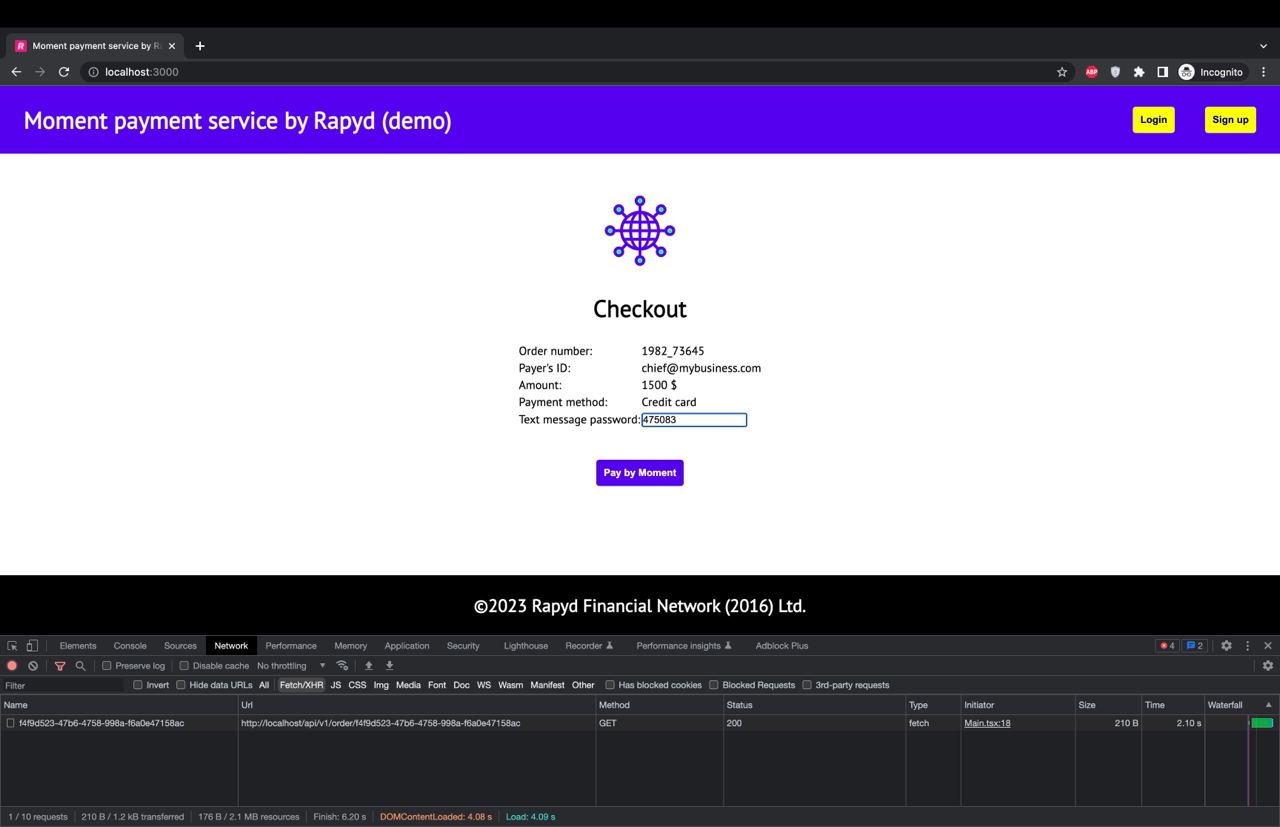 Moment payment service by Ra
localhost:3000
ABP
Incognito
Moment payment service by Rapyd (demo)
Login
Sign up
Checkout
Order number: 1982_73645
Payer's ID: chief@mybusiness.com
Amount: 1500 $
Payment method: Credit card
Text message password: 475083
Pay by Moment
©2023 Rapyd Financial Network (2016) Ltd.
Elements Console Sources Network Performance Memory Application Security Lighthouse Recorder Performance insights Adblock Plus 4 2
Preserve log Disable cache No throttling
Filter Invert Hide data URLs All Fetch/XHR JS CSS Img Media Font Doc WS Wasm Manifest Other Has blocked cookies Blocked Requests 3rd-party requests
Name Url Method Status Type Initiator Size Time Waterfall
f4f9d523-47b6-4758-998a-f6a0e47158ac http://localhost/api/v1/order/f4f9d523-47b6-4758-998a-f6a0e47158ac GET 200 fetch Main.tsx:18 210 B 2.10 s
1 / 10 requests 210 B / 1.2 kB transferred 176 B / 2.1 MB resources Finish: 6.20 s DOMContentLoaded: 4.08 s Load: 4.09 s